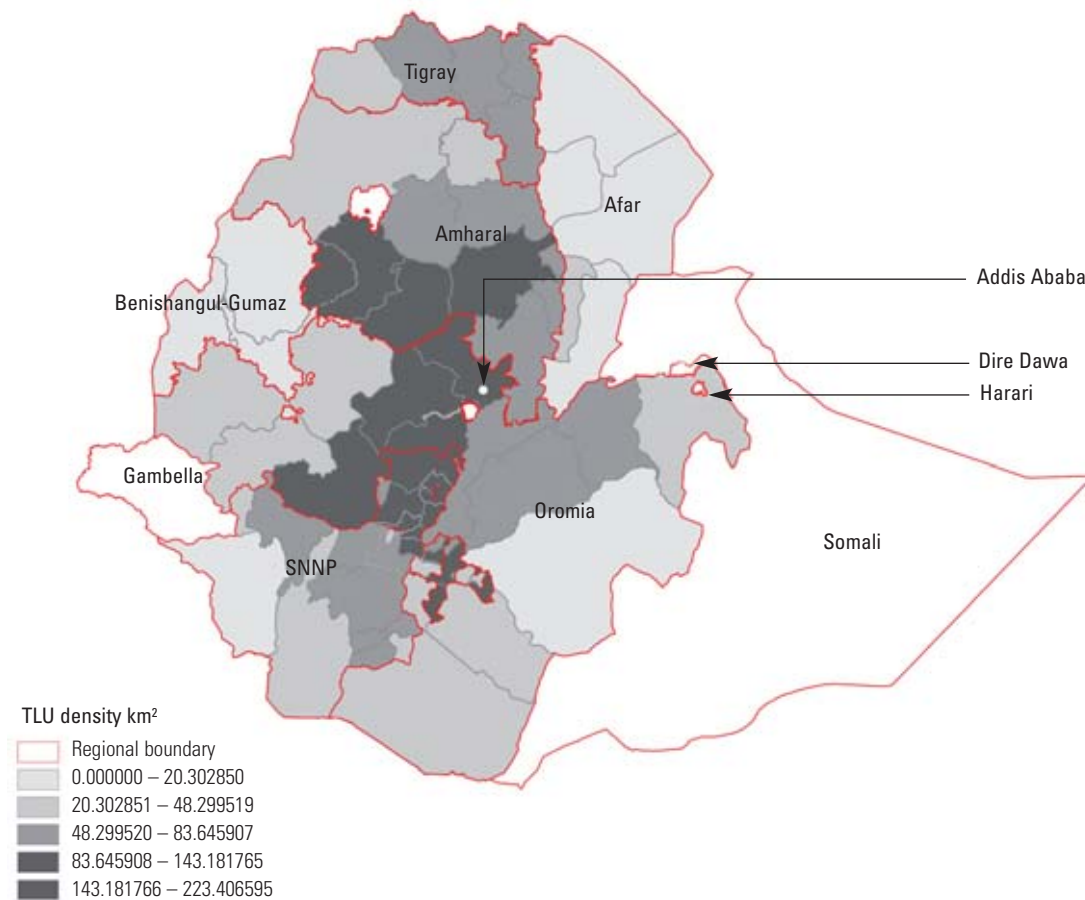 Tigray
Afar
Amharal
Addis Ababa
Benishangul-Gumaz
Dire Dawa
Harari
Gambella
Oromia
Somali
SNNP
TLU density km²
Regional boundary
0.000000 – 20.302850
20.302851 – 48.299519
48.299520 – 83.645907
83.645908 – 143.181765
143.181766 – 223.406595